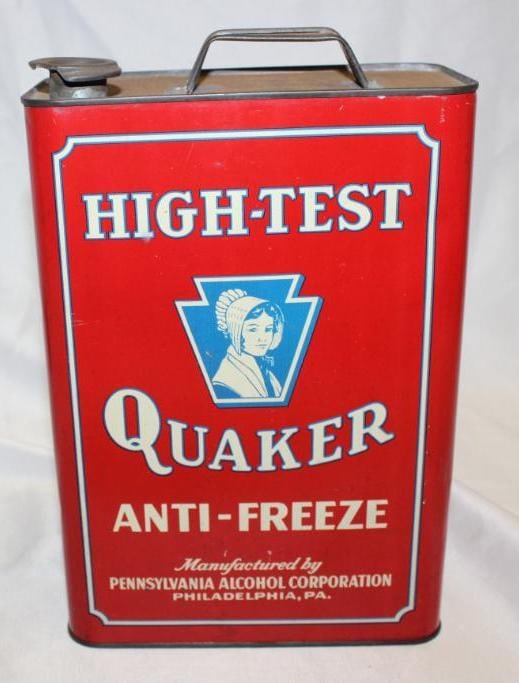 HIGH-TEST
QUAKER
ANTI-FREEZE
Manufactured by
PENNSYLVANIA ALCOHOL CORPORATION
PHILADELPHIA, PA.